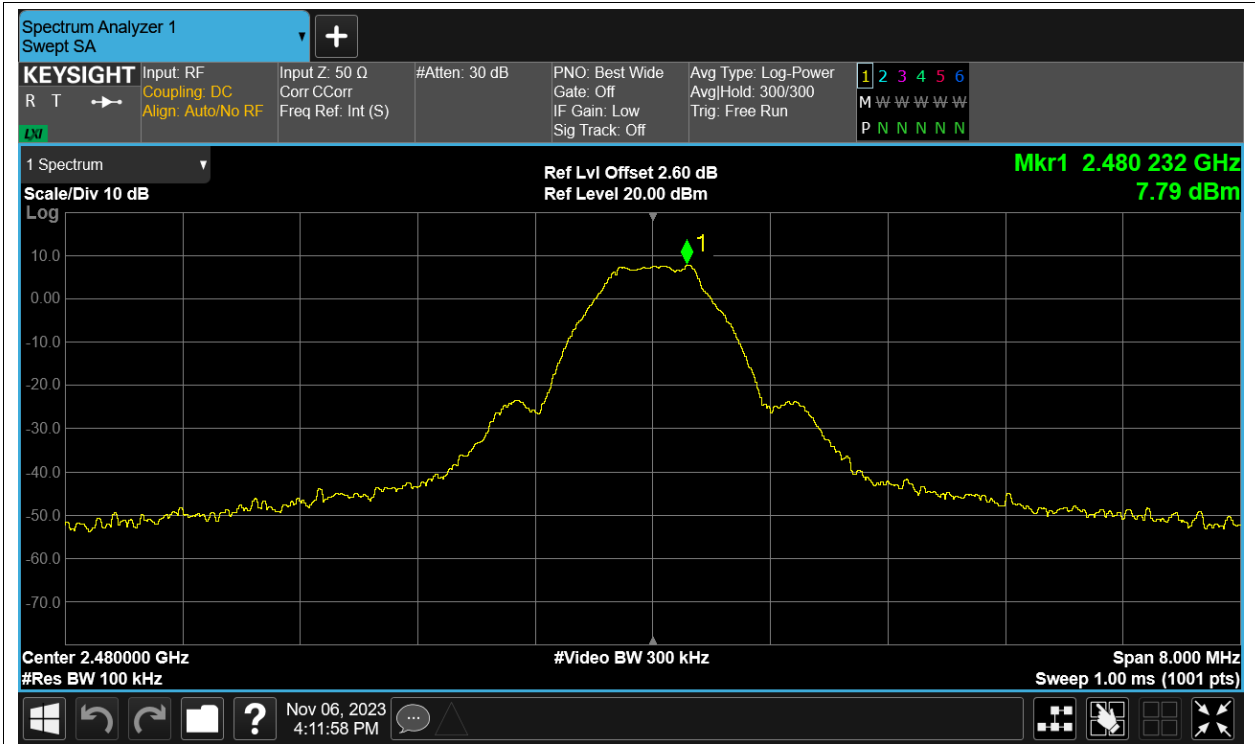 Spectrum Analyzer 1
Swept SA
KEYSIGHT
R T
LXI
Input: RF
Coupling: DC
Align: Auto/No RF
Input Z: 50 Ω
Corr CCorr
Freq Ref: Int (S)
#Atten: 30 dB
PNO: Best Wide
Gate: Off
IF Gain: Low
Sig Track: Off
Avg Type: Log-Power
Avg|Hold: 300/300
Trig: Free Run
1 2 3 4 5 6
M W W W W W
P N N N N N
1 Spectrum
Scale/Div 10 dB
Log
Ref Lvl Offset 2.60 dB
Ref Level 20.00 dBm
Mkr1 2.480 232 GHz
7.79 dBm
1
10.0
0.00
-10.0
-20.0
-30.0
-40.0
-50.0
-60.0
-70.0
Center 2.480000 GHz
#Res BW 100 kHz
#Video BW 300 kHz
Span 8.000 MHz
Sweep 1.00 ms (1001 pts)
?
Nov 06, 2023
4:11:58 PM